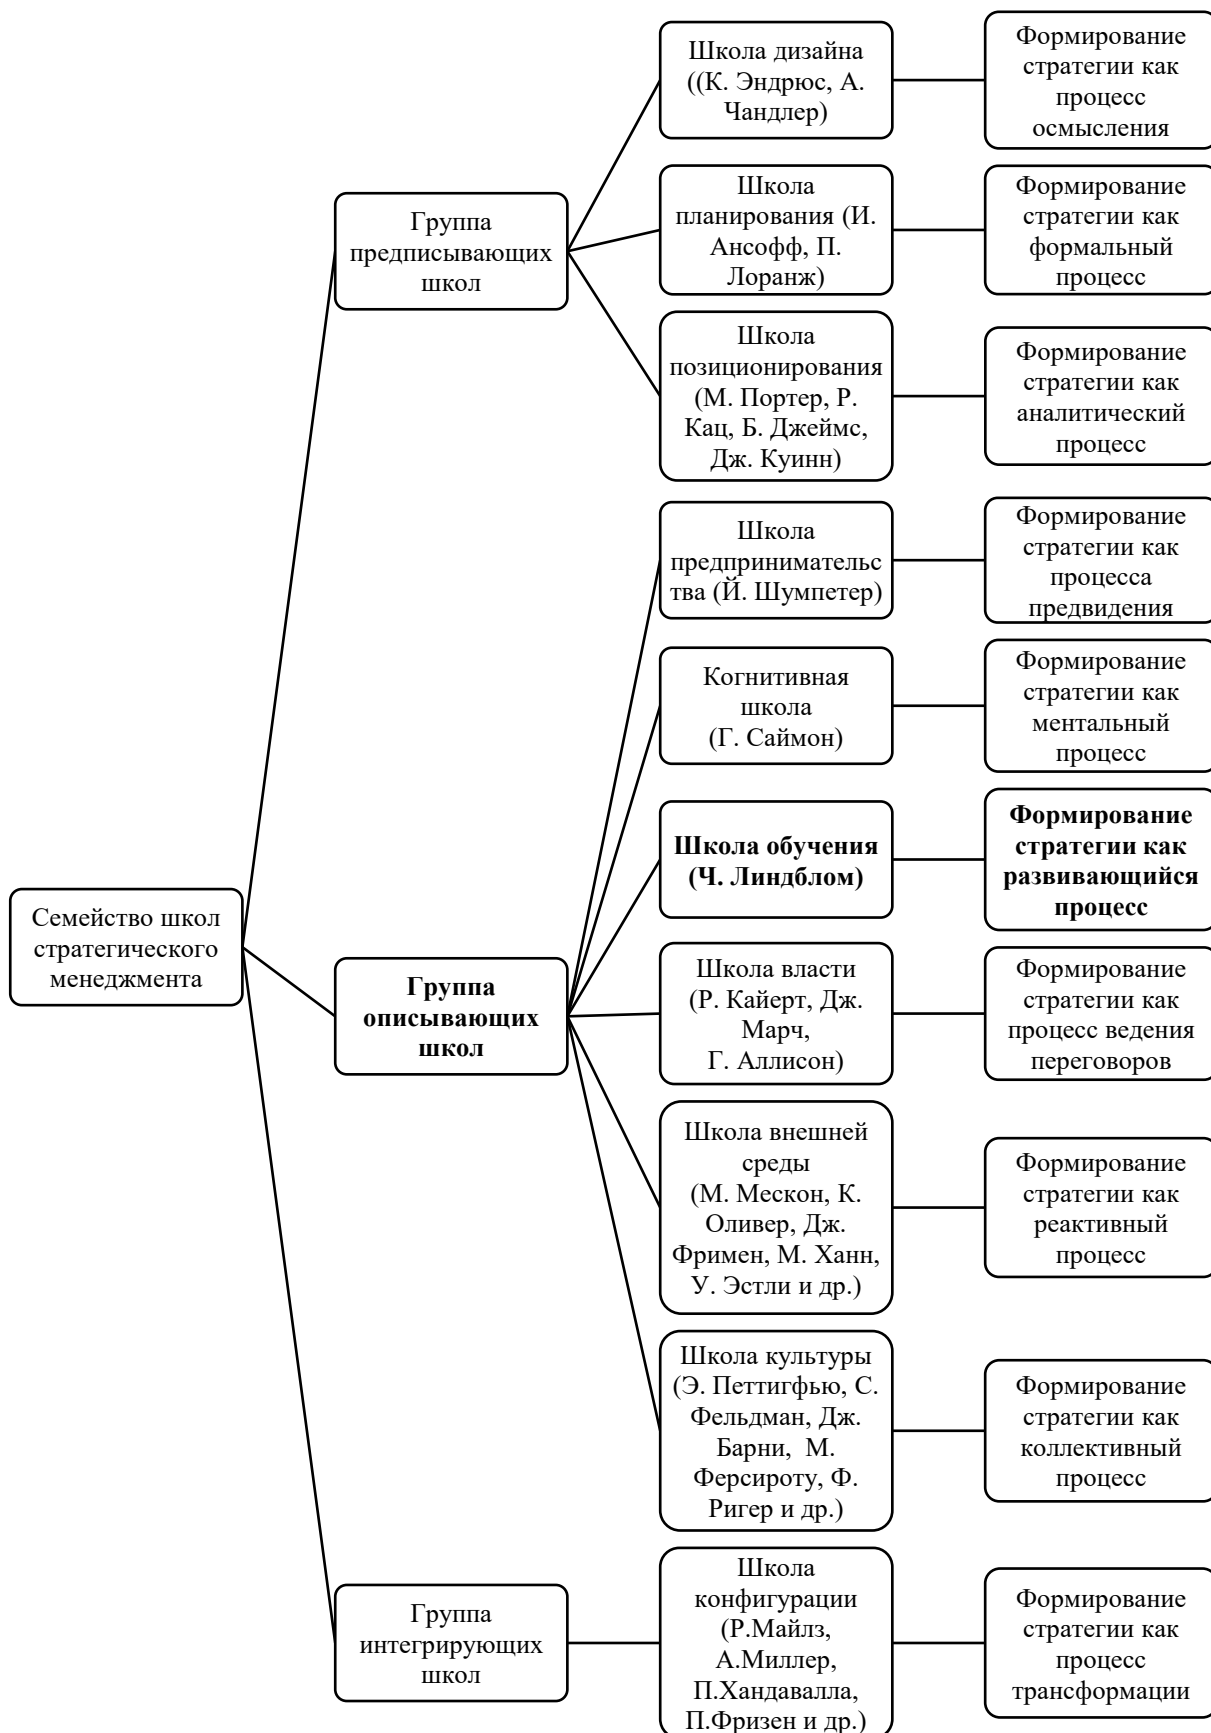 Семейство школ
стратегического
менеджмента
Группа
предписывающих
школ
Школа дизайна
((К. Эндрюс, А.
Чандлер)
Формирование
стратегии как
процесс
осмысления
Школа
планирования (И.
Ансофф, П.
Лоранж)
Формирование
стратегии как
формальный
процесс
Школа
позиционирования
(М. Портер, Р.
Кац, Б. Джеймс,
Дж. Куинн)
Формирование
стратегии как
аналитический
процесс
Группа
описывающих
школ
Школа
предпринимательс
тва (Й. Шумпетер)
Формирование
стратегии как
процесса
предвидения
Когнитивная
школа
(Г. Саймон)
Формирование
стратегии как
ментальный
процесс
Школа обучения
(Ч. Линдблом)
Формирование
стратегии как
развивающийся
процесс
Школа власти
(Р. Кайерт, Дж.
Марч,
Г. Аллисон)
Формирование
стратегии как
процесс ведения
переговоров
Школа внешней
среды
(М. Мескон, К.
Оливер, Дж.
Фримен, М. Ханн,
У. Эстли и др.)
Формирование
стратегии как
реактивный
процесс
Школа культуры
(Э. Петтигфью, С.
Фельдман, Дж.
Барни,  М.
Ферсироту, Ф.
Ригер и др.)
Формирование
стратегии как
коллективный
процесс
Группа
интегрирующих
школ
Школа
конфигурации
(Р.Майлз,
А.Миллер,
П.Хандавалла,
П.Фризен и др.)
Формирование
стратегии как
процесс
трансформации